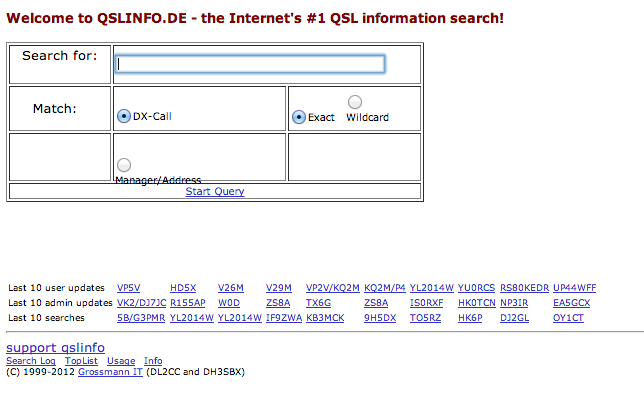 Welcome to QSLINFO.DE - the Internet's #1 QSL information search!
Search for:
Match: DX-Call Exact Wildcard
Manager/Address
Start Query
Last 10 user updates VP5V HD5X V26M V29M VP2V/KQ2M KQ2M/P4 YL2014W YU0RCS RS80KEDR UP44WFF
Last 10 admin updates VK2/DJ7JC R155AP W0D ZS8A TX6G ZS8A IS0RXF HK0TCN NP3IR EA5GCX
Last 10 searches 5B/G3PMR YL2014W YL2014W IF9ZWA KB3MCK 9H5DX TO5RZ HK6P DJ2GL OY1CT
support qslinfo
Search Log TopList Usage Info
(C) 1999-2012 Grossmann IT (DL2CC and DH3SBX)